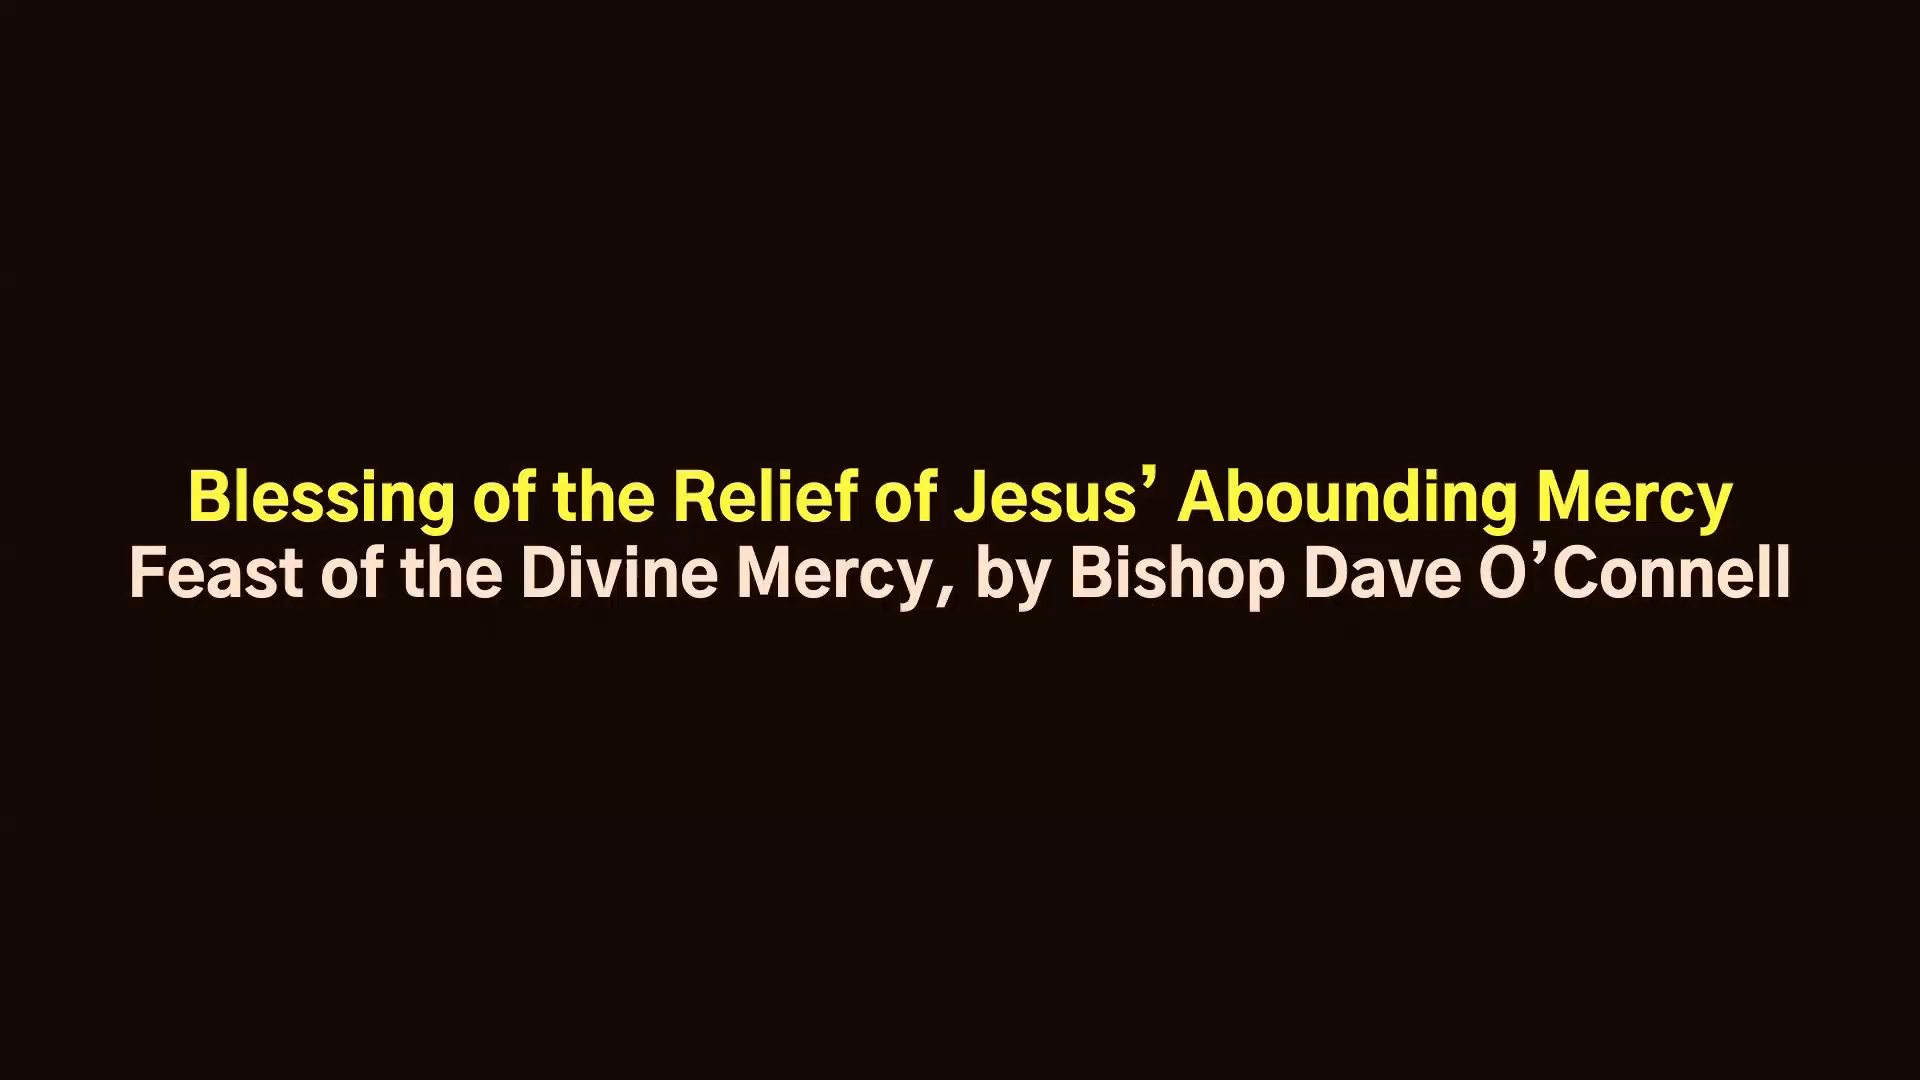 Blessing of the Relief of Jesus’ Abounding Mercy
Feast of the Divine Mercy, by Bishop Dave O’Connell